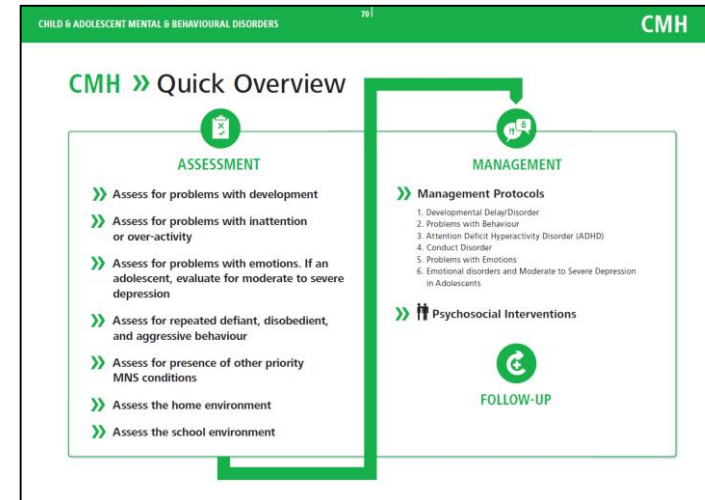 CHILD & ADOLESCENT MENTAL & BEHAVIOURAL DISORDERS
70
CMH
CMH » Quick Overview
ASSESSMENT
» Assess for problems with development
» Assess for problems with inattention
or over-activity
» Assess for problems with emotions. If an
adolescent, evaluate for moderate to severe
depression
» Assess for repeated defiant, disobedient,
and aggressive behaviour
» Assess for presence of other priority
MNS conditions
» Assess the home environment
» Assess the school environment
MANAGEMENT
» Management Protocols
1. Developmental Delay/Disorder
2. Problems with Behaviour
3. Attention Deficit Hyperactivity Disorder (ADHD)
4. Conduct Disorder
5. Problems with Emotions
6. Emotional disorders and Moderate to Severe Depression
in Adolescents
» Psychosocial Interventions
FOLLOW-UP